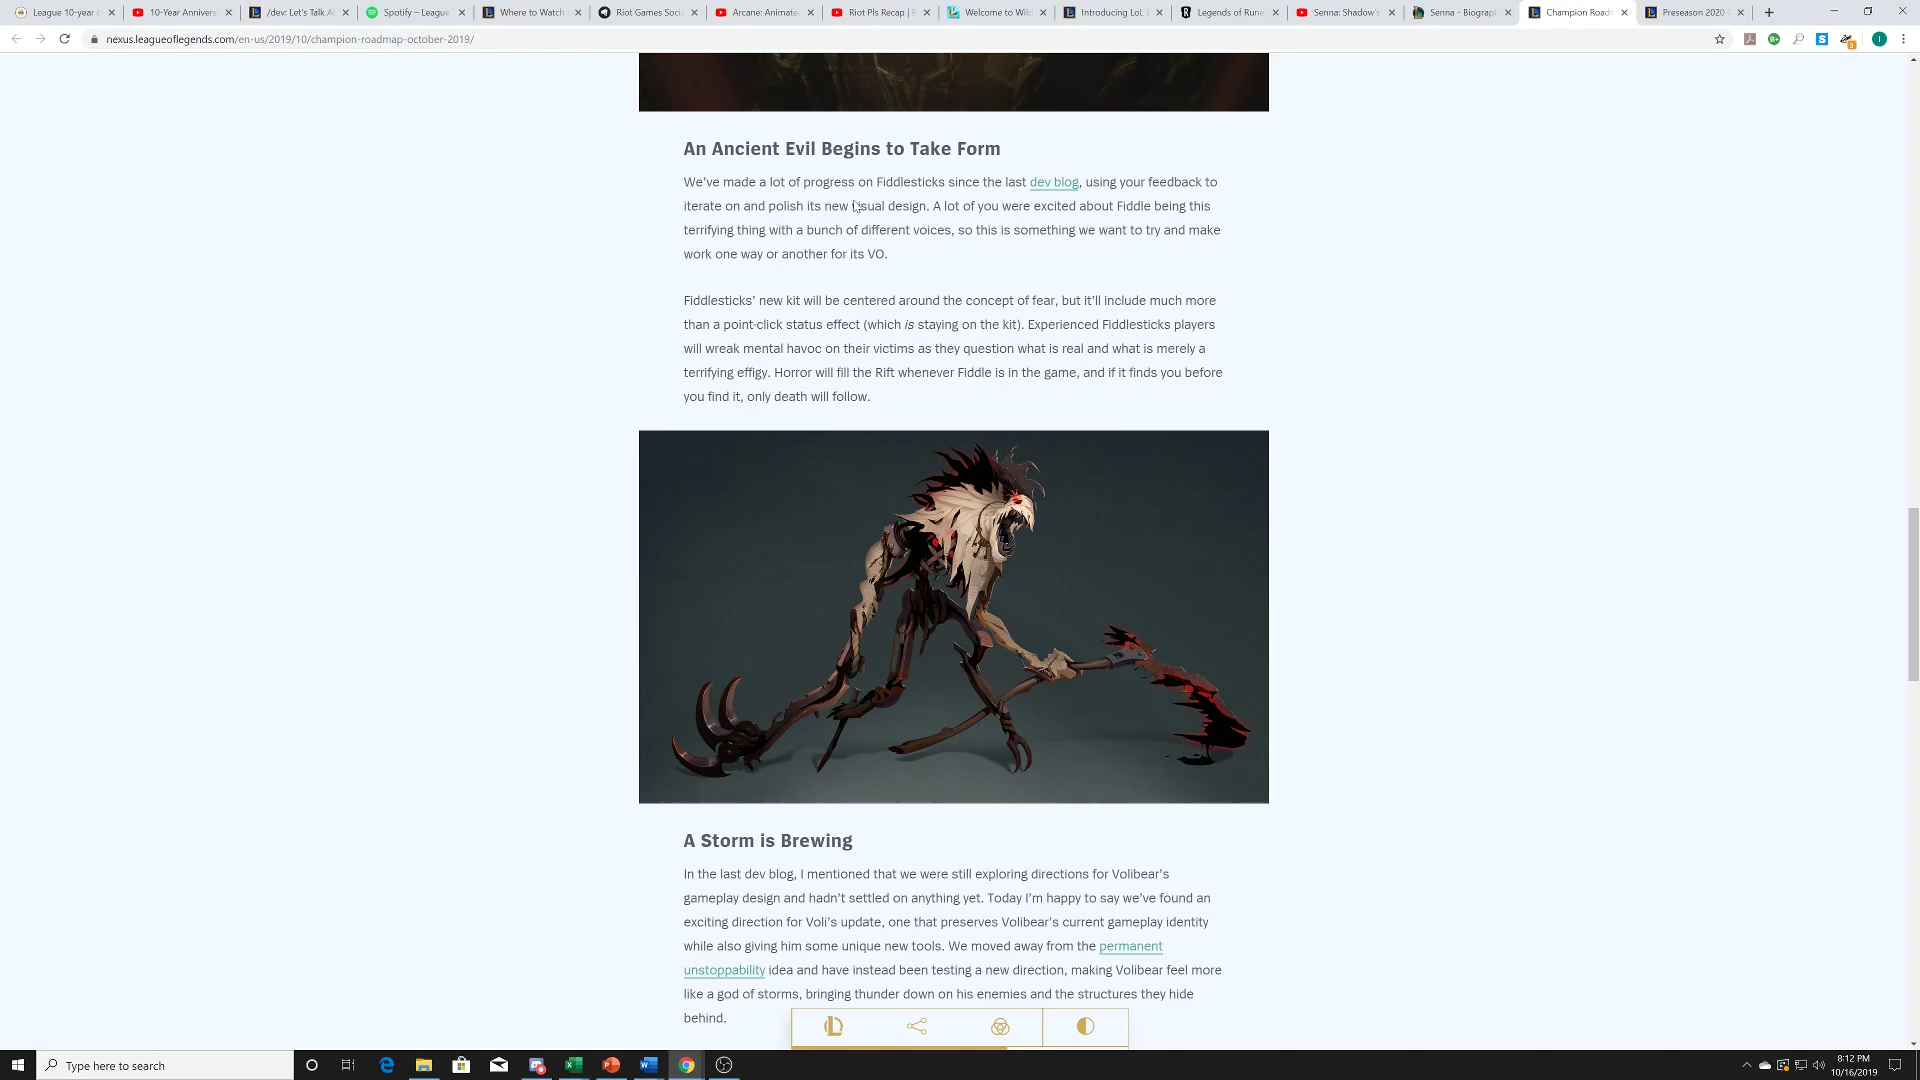 League 10-year c
10-Year Annivers
/dev: Let's Talk A
Spotify – League
Where to Watch
Riot Games Soci
Arcane: Animate
Riot Pls Recap | R
Welcome to Wil
Introducing LoL: E
Legends of Rune
Senna: Shadow's
Senna - Biograph
Champion Road
Preseason 2020
nexus.leagueoflegends.com/en-us/2019/10/champion-roadmap-october-2019/
An Ancient Evil Begins to Take Form
We've made a lot of progress on Fiddlesticks since the last dev blog, using your feedback to
iterate on and polish its new visual design. A lot of you were excited about Fiddle being this
terrifying thing with a bunch of different voices, so this is something we want to try and make
work one way or another for its VO.
Fiddlesticks' new kit will be centered around the concept of fear, but it'll include much more
than a point-click status effect (which is staying on the kit). Experienced Fiddlesticks players
will wreak mental havoc on their victims as they question what is real and what is merely a
terrifying effigy. Horror will fill the Rift whenever Fiddle is in the game, and if it finds you before
you find it, only death will follow.
A Storm is Brewing
In the last dev blog, I mentioned that we were still exploring directions for Volibear's
gameplay design and hadn't settled on anything yet. Today I'm happy to say we've found an
exciting direction for Voli's update, one that preserves Volibear's current gameplay identity
while also giving him some unique new tools. We moved away from the permanent
unstoppability idea and have instead been testing a new direction, making Volibear feel more
like a god of storms, bringing thunder down on his enemies and the structures they hide
behind.
Type here to search
8:12 PM
10/16/2019